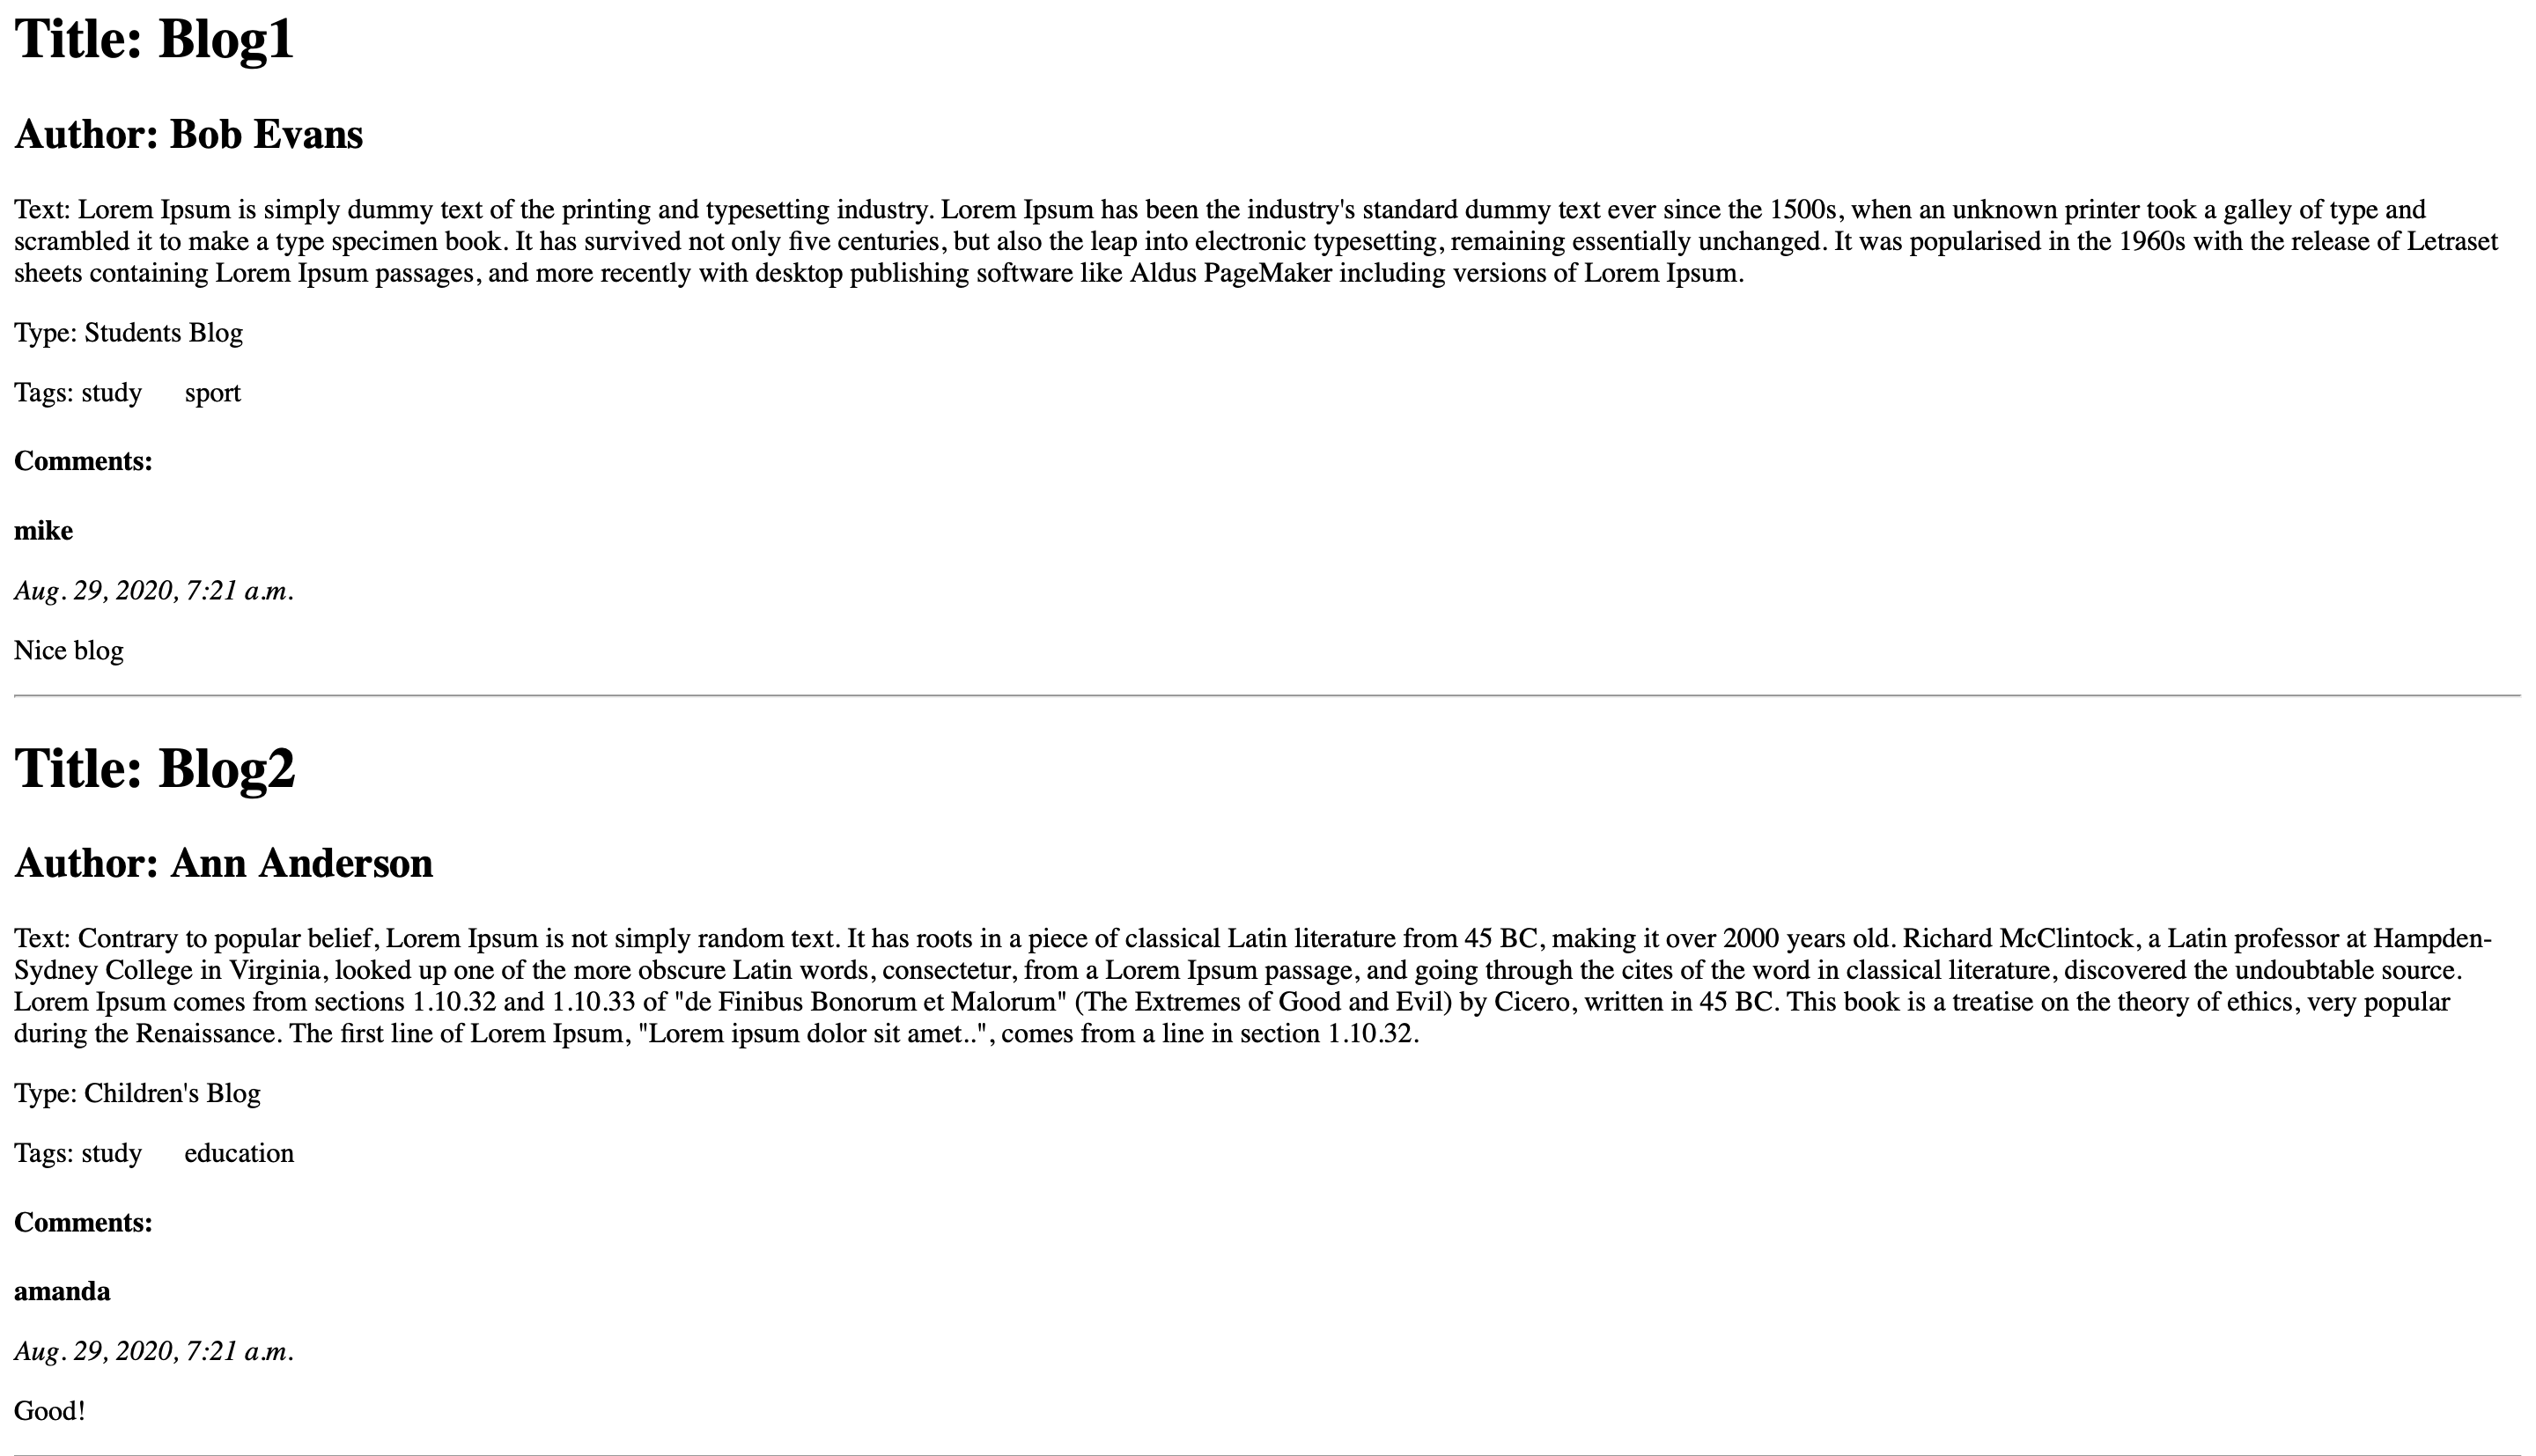 Title: Blog1
Author: Bob Evans
Text: Lorem Ipsum is simply dummy text of the printing and typesetting industry. Lorem Ipsum has been the industry's standard dummy text ever since the 1500s, when an unknown printer took a galley of type and
scrambled it to make a type specimen book. It has survived not only five centuries, but also the leap into electronic typesetting, remaining essentially unchanged. It was popularised in the 1960s with the release of Letraset
sheets containing Lorem Ipsum passages, and more recently with desktop publishing software like Aldus PageMaker including versions of Lorem Ipsum.
Type: Students Blog
Tags: study sport
Comments:
mike
Aug. 29, 2020, 7:21 a.m.
Nice blog
Title: Blog2
Author: Ann Anderson
Text: Contrary to popular belief, Lorem Ipsum is not simply random text. It has roots in a piece of classical Latin literature from 45 BC, making it over 2000 years old. Richard McClintock, a Latin professor at Hampden-
Sydney College in Virginia, looked up one of the more obscure Latin words, consectetur, from a Lorem Ipsum passage, and going through the cites of the word in classical literature, discovered the undoubtable source.
Lorem Ipsum comes from sections 1.10.32 and 1.10.33 of "de Finibus Bonorum et Malorum" (The Extremes of Good and Evil) by Cicero, written in 45 BC. This book is a treatise on the theory of ethics, very popular
during the Renaissance. The first line of Lorem Ipsum, "Lorem ipsum dolor sit amet..", comes from a line in section 1.10.32.
Type: Children's Blog
Tags: study education
Comments:
amanda
Aug. 29, 2020, 7:21 a.m.
Good!